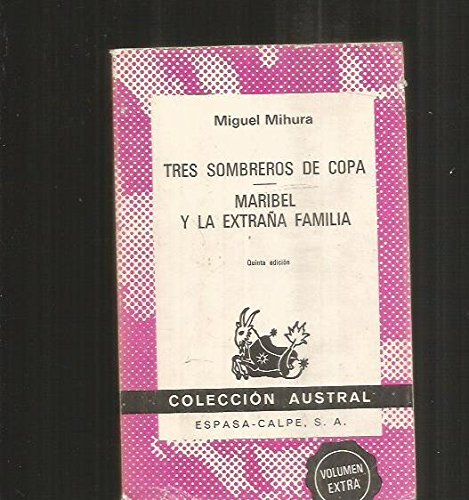 Miguel Mihura
TRES SOMBREROS DE COPA
MARIBEL
Y LA EXTRAÑA FAMILIA
Quinta edición
COLECCIÓN AUSTRAL
ESPASA-CALPE, S. A.
VOLUMEN
EXTRA